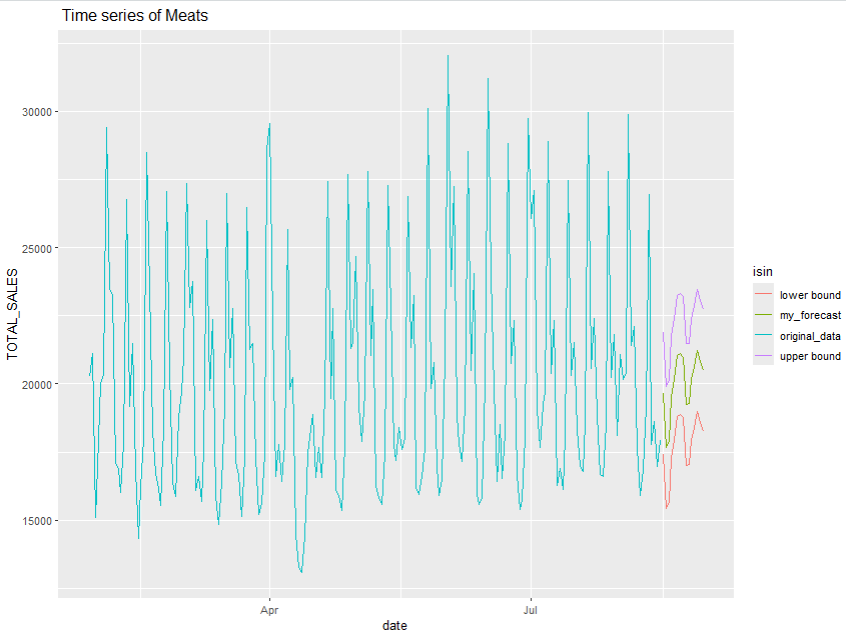 Time series of Meats
TOTAL_SALES
30000
25000
20000
15000
Apr
Jul
date
isin
lower bound
my_forecast
original_data
upper bound